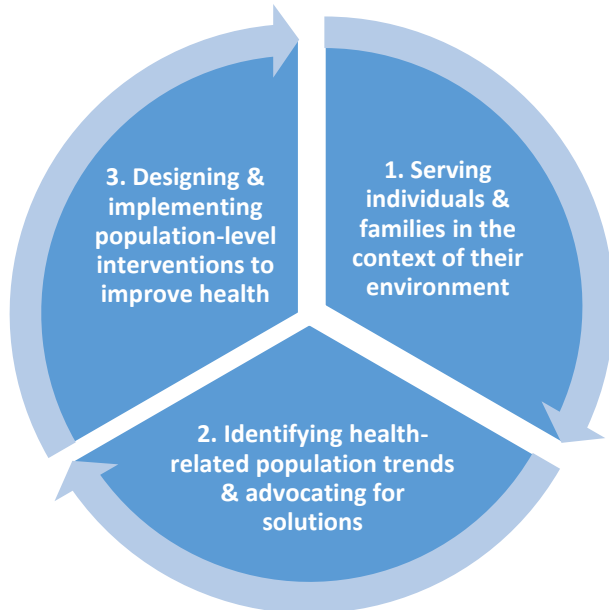 1. Serving
individuals &
families in the
context of their
environment
2. Identifying health-
related population trends
& advocating for
solutions
3. Designing &
implementing
population-level
interventions to
improve health